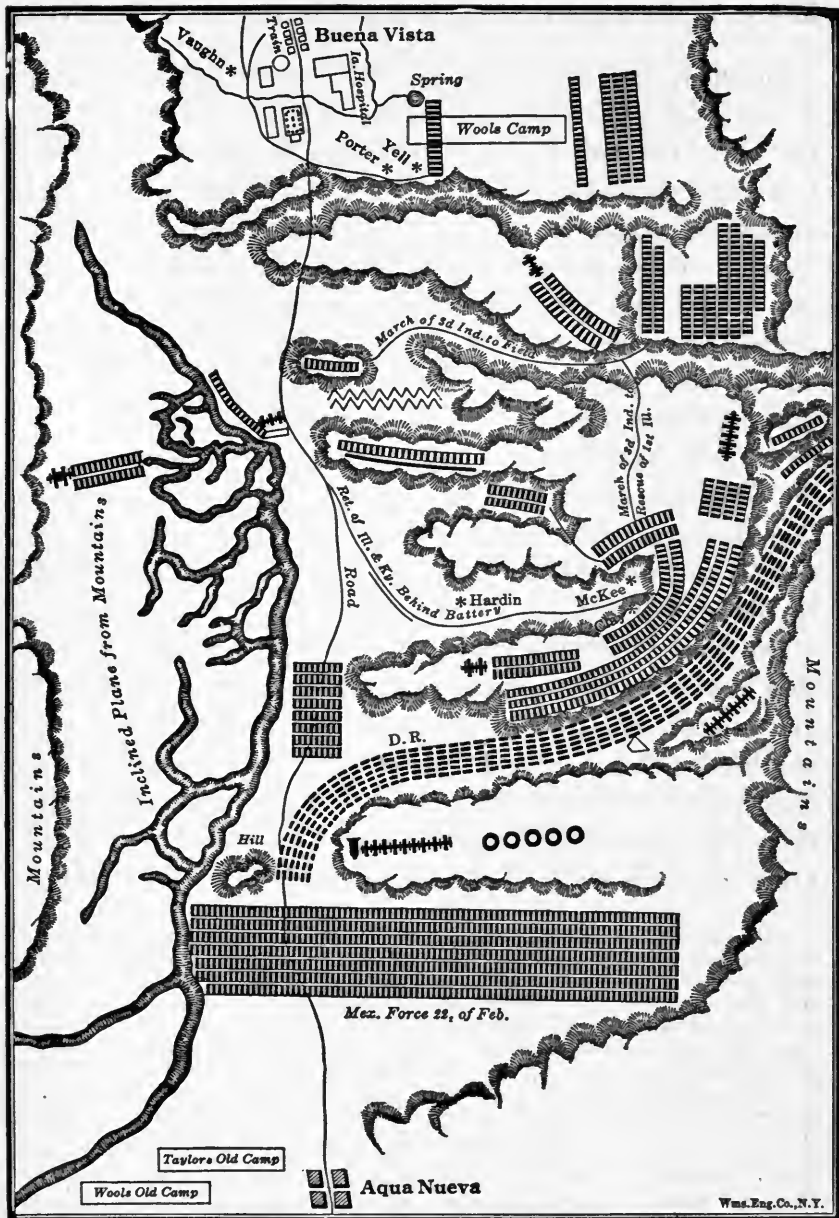 Buena Vista
Train
Vaughn
Ia. Hospital
Spring
Wools Camp
Yell
Porter
March of 3d Ind. to Field
March of 3d Ind. to
Rescue of 1st Ill.
Ret. of Ill. & Ky. Behind Battery
Road
Hardin
McKee
Inclined Plane from Mountains
Mountains
Mountains
D.R.
Hill
Mex. Force 22, of Feb.
Taylors Old Camp
Wools Old Camp
Aqua Nueva
Wms. Eng. Co., N. Y.